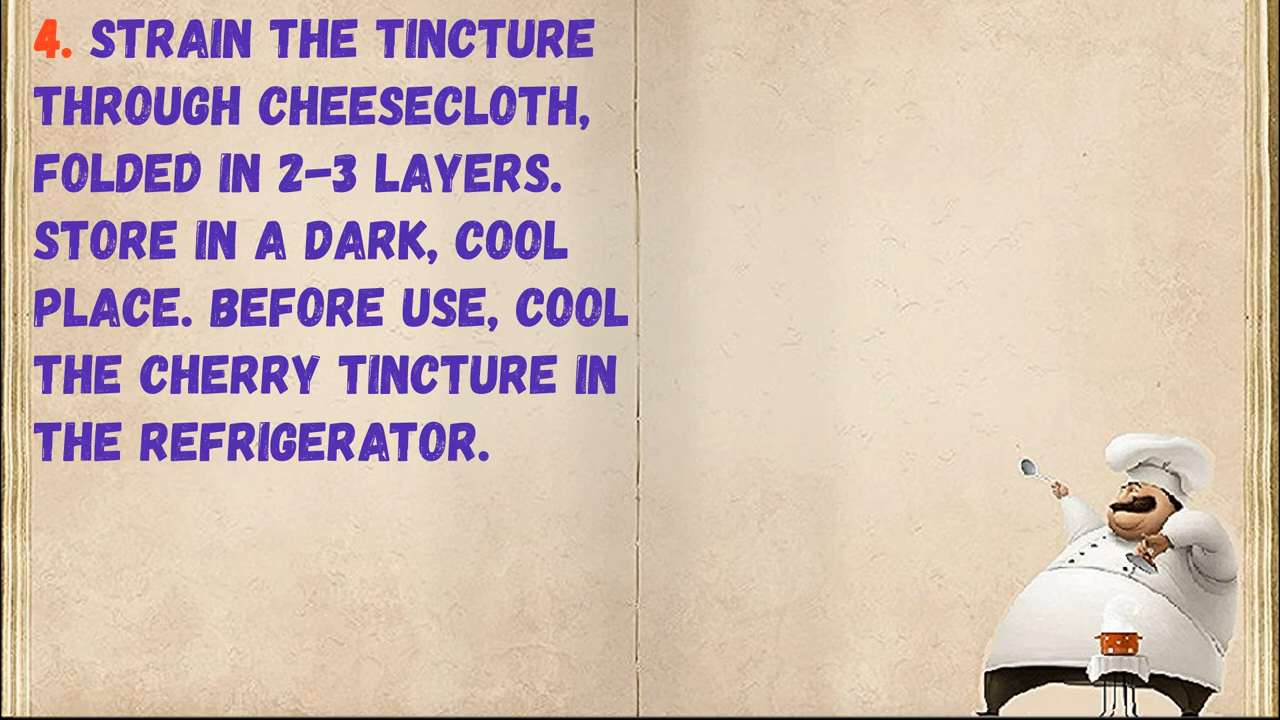 4. STRAIN THE TINCTURE
THROUGH CHEESECLOTH,
FOLDED IN 2-3 LAYERS.
STORE IN A DARK, COOL
PLACE. BEFORE USE, COOL
THE CHERRY TINCTURE IN
THE REFRIGERATOR.